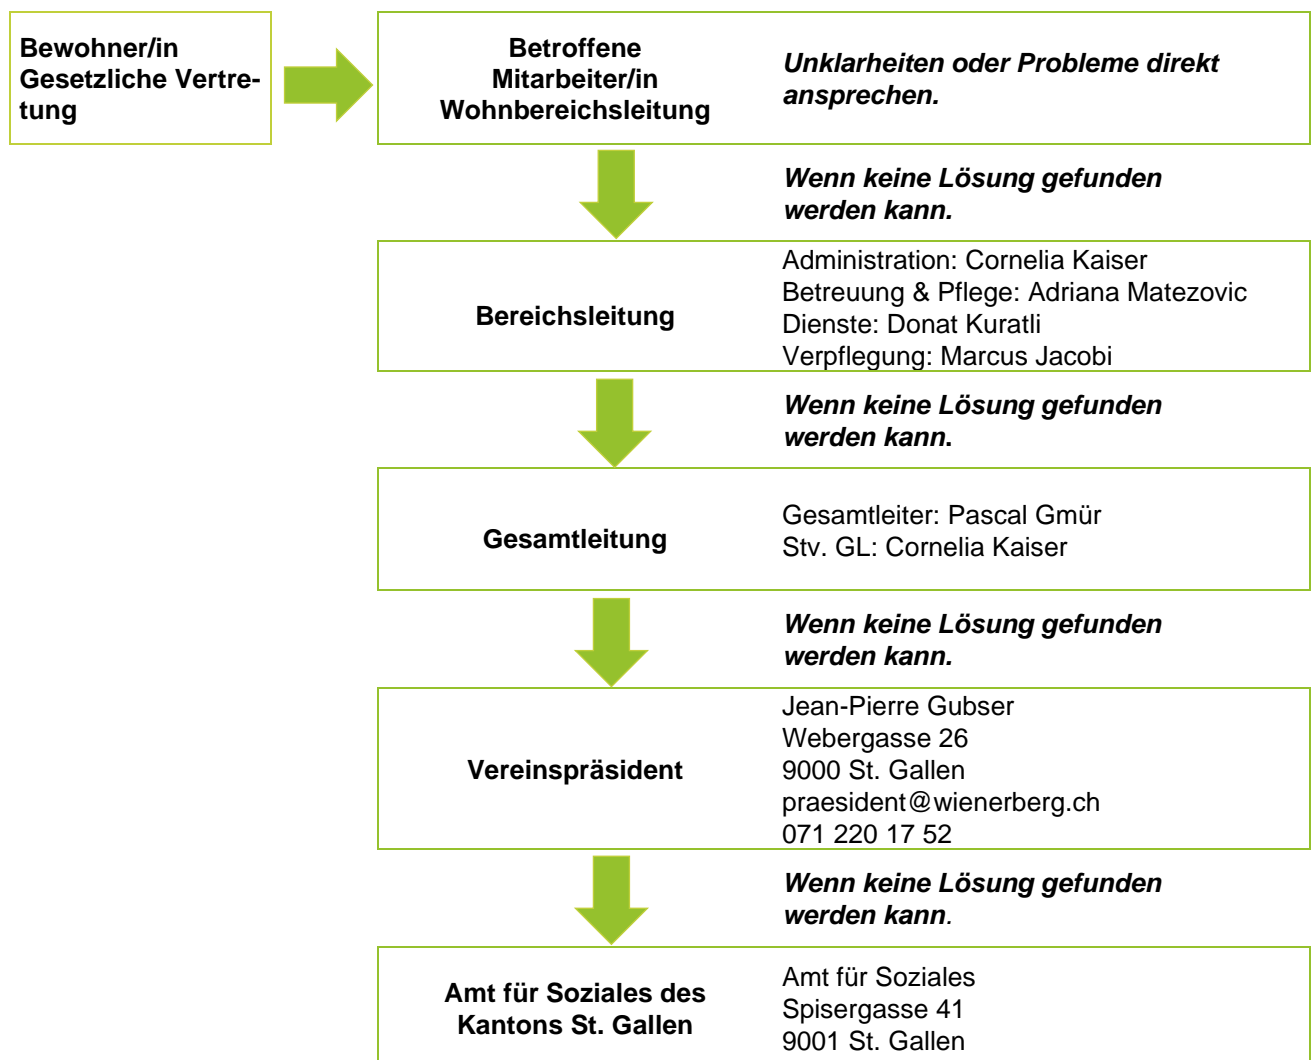 Bewohner/in
Gesetzliche Vertre-
tung
Betroffene
Mitarbeiter/in
Wohnbereichsleitung
Unklarheiten oder Probleme direkt
ansprechen.
Wenn keine Lösung gefunden
werden kann.
Bereichsleitung
Administration: Cornelia Kaiser
Betreuung & Pflege: Adriana Matezovic
Dienste: Donat Kuratli
Verpflegung: Marcus Jacobi
Wenn keine Lösung gefunden
werden kann.
Gesamtleitung
Gesamtleiter: Pascal Gmür
Stv. GL: Cornelia Kaiser
Wenn keine Lösung gefunden
werden kann.
Vereinspräsident
Jean-Pierre Gubser
Webergasse 26
9000 St. Gallen
praesident@wienerberg.ch
071 220 17 52
Wenn keine Lösung gefunden
werden kann.
Amt für Soziales des
Kantons St. Gallen
Amt für Soziales
Spisergasse 41
9001 St. Gallen